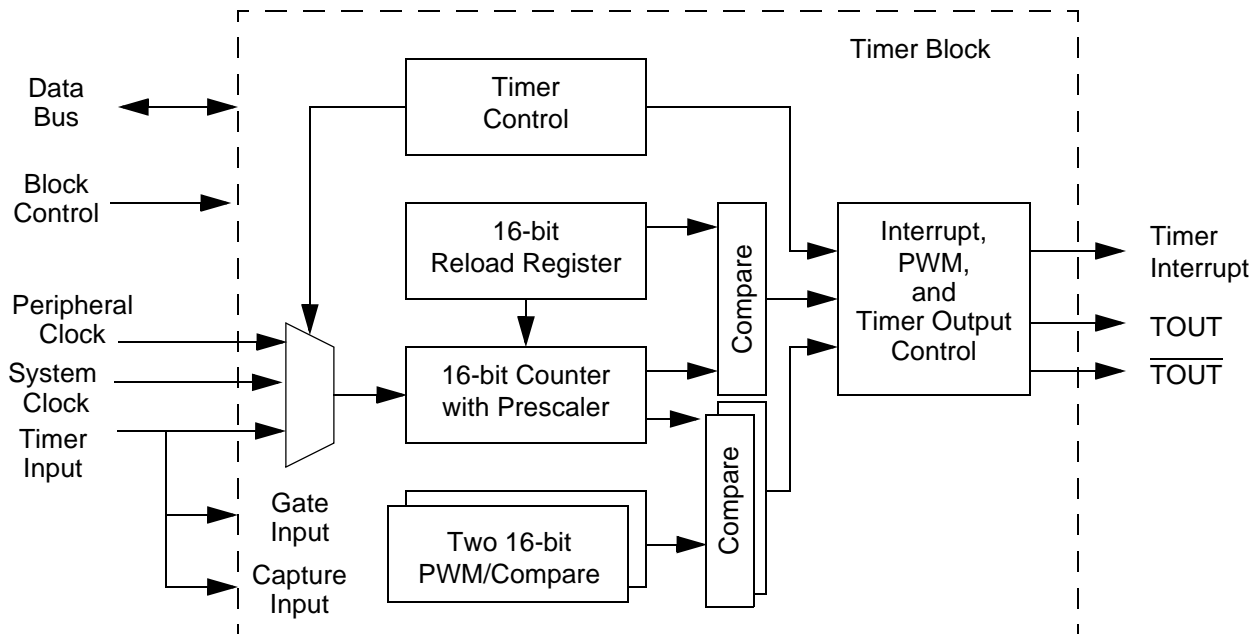 Timer Block
Data
Bus
Timer
Control
Block
Control
16-bit
Reload Register
Compare
Interrupt,
PWM,
and
Timer Output
Control
Timer
Interrupt
TOUT
T̅O̅U̅T̅
Peripheral
Clock
System
Clock
Timer
Input
16-bit Counter
with Prescaler
Gate
Input
Capture
Input
Two 16-bit
PWM/Compare
Compare